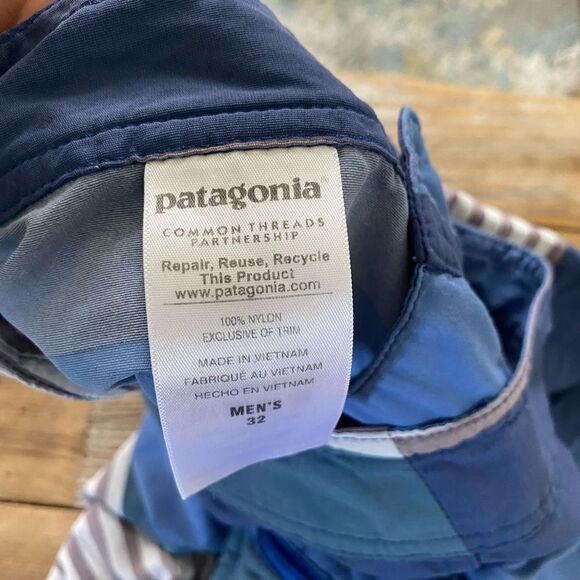 patagonia®
COMMON THREADS
PARTNERSHIP
Repair, Reuse, Recycle
This Product
www.patagonia.com
100% NYLON
EXCLUSIVE OF TRIM
MADE IN VIETNAM
FABRIQUÉ AU VIETNAM
HECHO EN VIETNAM
MEN'S
32